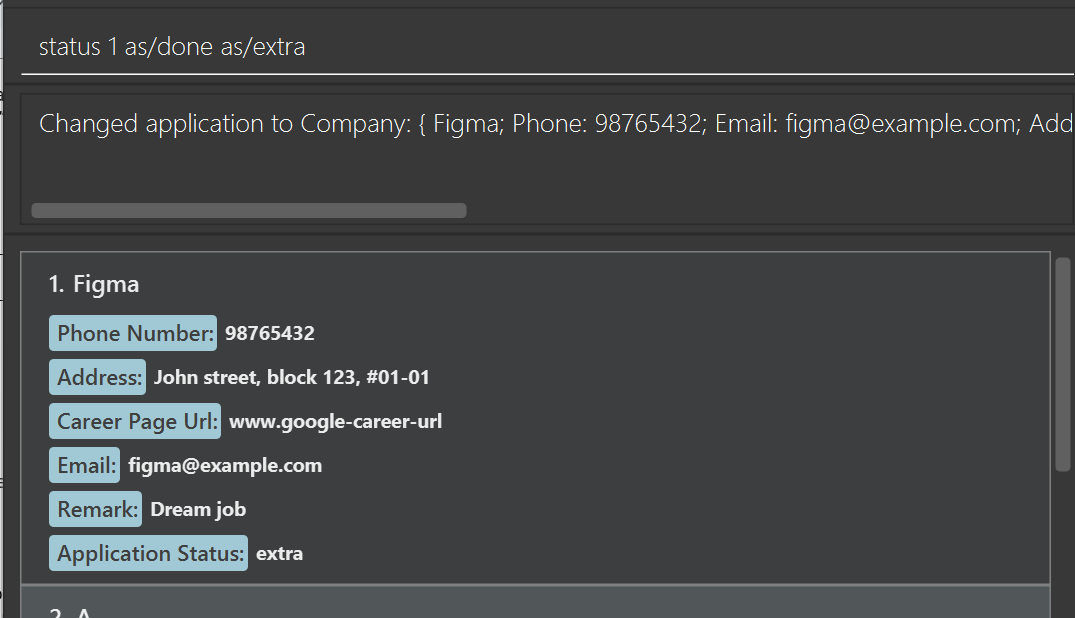 status 1 as/done as/extra
Changed application to Company: { Figma; Phone: 98765432; Email: figma@example.com; Add
1. Figma
Phone Number: 98765432
Address: John street, block 123, #01-01
Career Page Url: www.google-career-url
Email: figma@example.com
Remark: Dream job
Application Status: extra
2. A